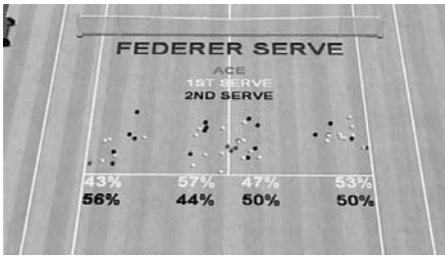 FEDERER SERVE
ACE
1ST SERVE
2ND SERVE
43% 57% 47% 53%
56% 44% 50% 50%